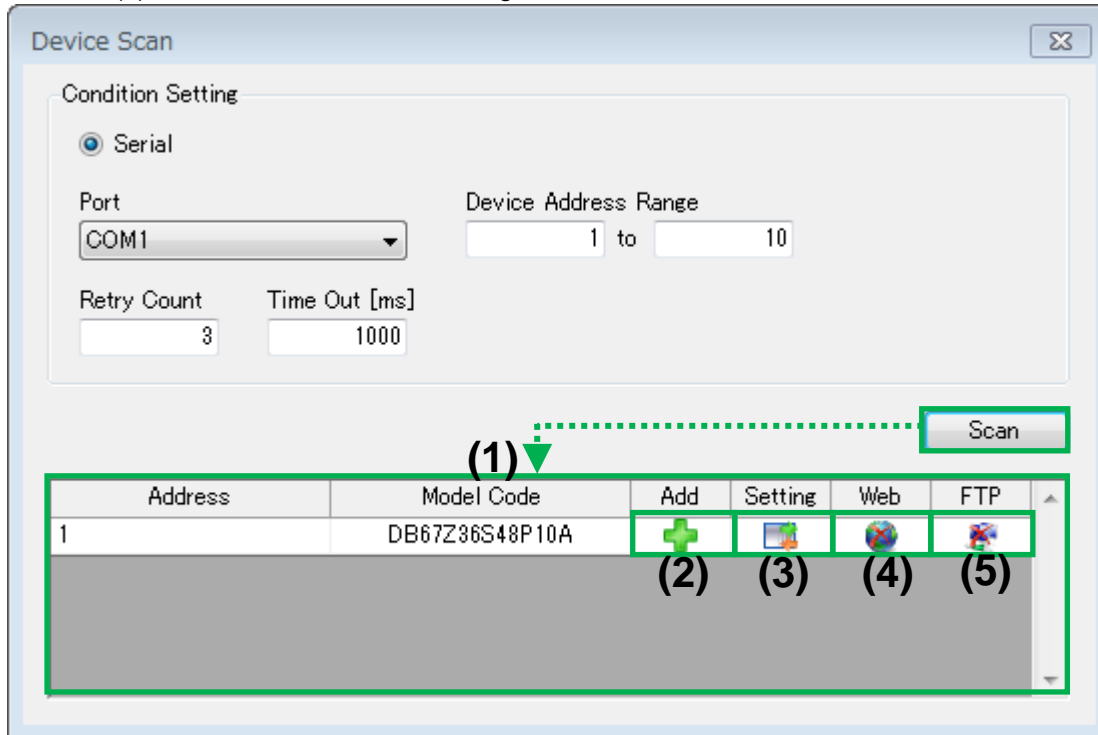 Device Scan
Condition Setting
Serial
Port
Device Address Range
COM1
1 to 10
Retry Count Time Out [ms]
3 1000
Scan
(1)
Address Model Code Add Setting Web FTP
1 DB67Z36S48P10A
(2) (3) (4) (5)